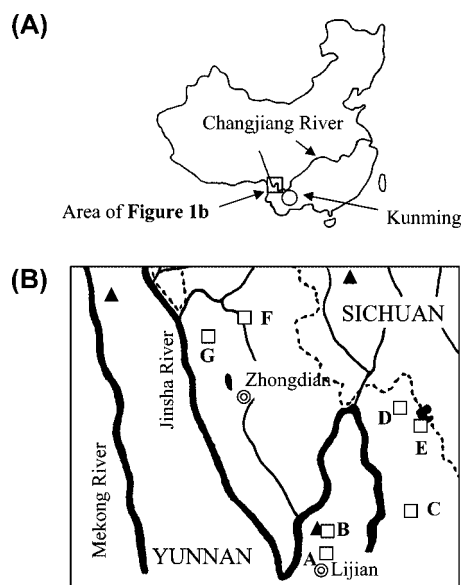 (A)
Changjiang River
Area of Figure 1b
Kunming
(B)
SICHUAN
F
G
Jinsha River
Zhongdian
D
E
Mekong River
C
B
YUNNAN
A
Lijian